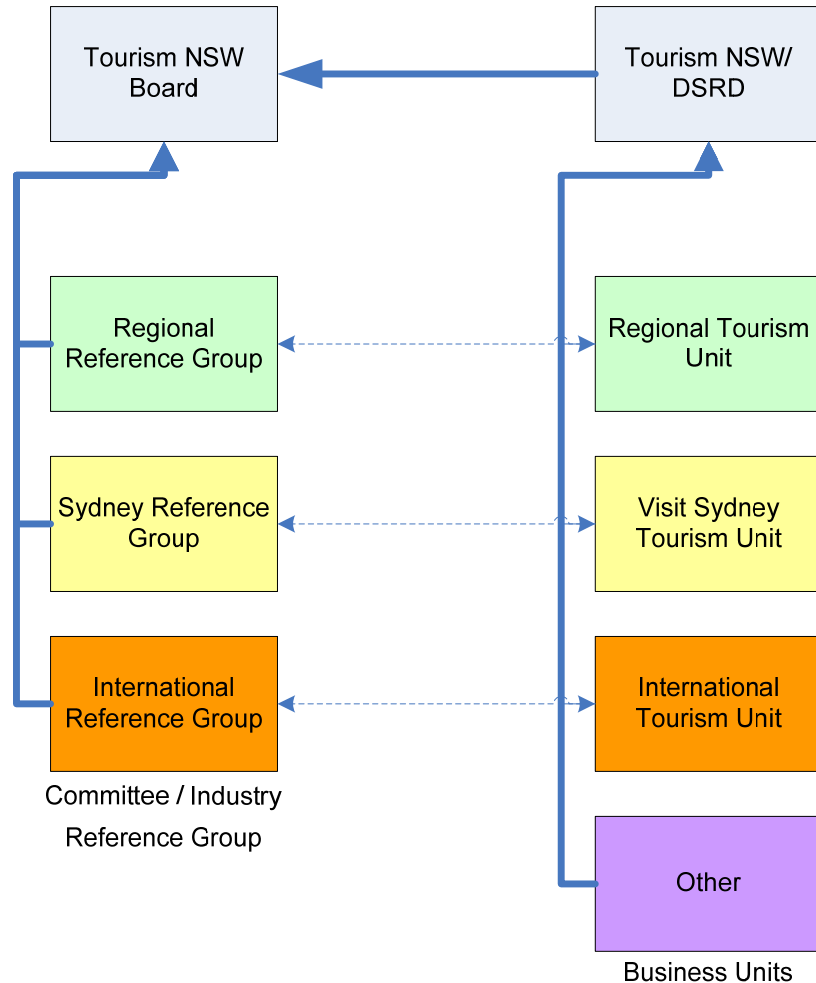 Tourism NSW
Board
Tourism NSW/
DSRD
Regional
Reference Group
Regional Tourism
Unit
Sydney Reference
Group
Visit Sydney
Tourism Unit
International
Reference Group
International
Tourism Unit
Committee / Industry
Reference Group
Other
Business Units